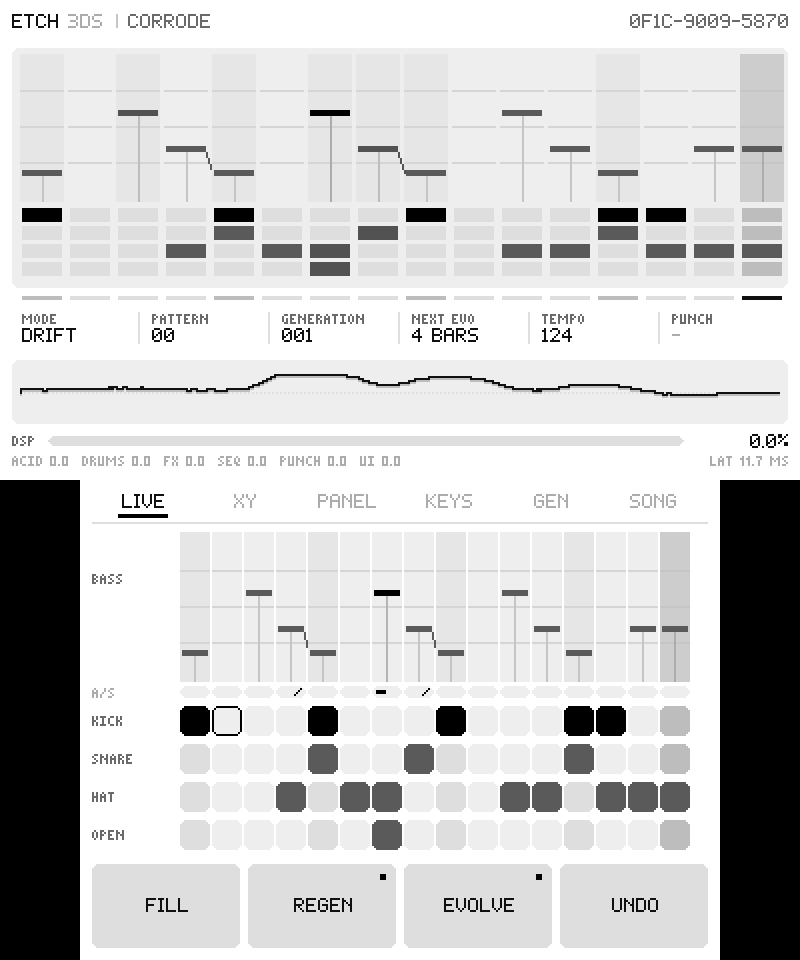 ETCH 3DS | CORRODE 0F1C-9009-5870
MODE PATTERN GENERATION NEXT EVO TEMPO PUNCH
DRIFT 00 001 4 BARS 124 –
DSP 0.0%
ACID 0.0 DRUMS 0.0 FX 0.0 SEQ 0.0 PUNCH 0.0 UI 0.0 LAT 11.7 MS
LIVE XY PANEL KEYS GEN SONG
BASS
A/S
KICK
SNARE
HAT
OPEN
FILL REGEN EVOLVE UNDO